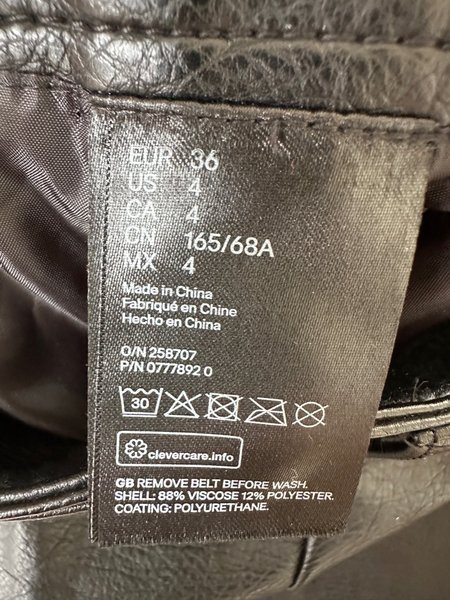 EUR 36
US 4
CA 4
CN 165/68A
MX 4
Made in China
Fabriqué en Chine
Hecho en China
O/N 258707
P/N 0777892 0
30
clevercare.info
GB REMOVE BELT BEFORE WASH.
SHELL: 88% VISCOSE 12% POLYESTER.
COATING: POLYURETHANE.